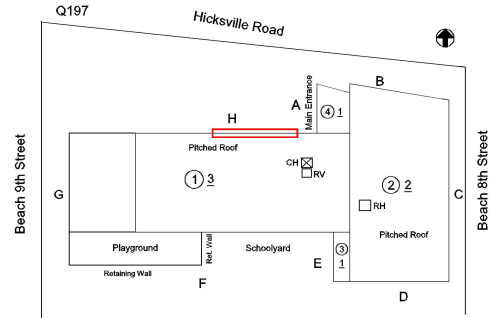 Q197
Hicksville Road
B
Main Entrance
A
④ 1
H
Pitched Roof
CH
RV
① 3
② 2
Beach 9th Street
G
C
Beach 8th Street
RH
Pitched Roof
Playground
Ret. Wall
Schoolyard
E
③
1
Retaining Wall
F
D